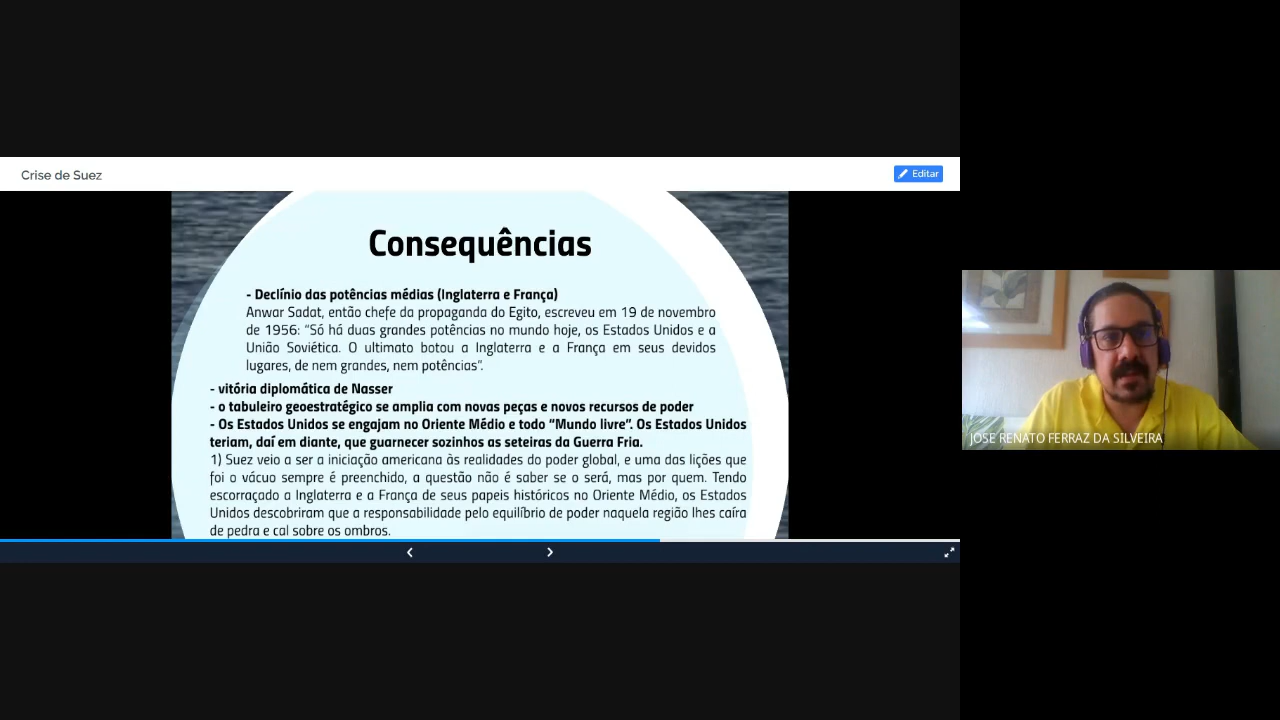 Crise de Suez
Editar
Consequências
- Declínio das potências médias (Inglaterra e França)
Anwar Sadat, então chefe da propaganda do Egito, escreveu em 19 de novembro
de 1956: “Só há duas grandes potências no mundo hoje, os Estados Unidos e a
União Soviética. O ultimato botou a Inglaterra e a França em seus devidos
lugares, de nem grandes, nem potências”.
- vitória diplomática de Nasser
- o tabuleiro geoestratégico se amplia com novas peças e novos recursos de poder
- Os Estados Unidos se engajam no Oriente Médio e todo “Mundo livre”. Os Estados Unidos
teriam, daí em diante, que guarnecer sozinhos as seteiras da Guerra Fria.
1) Suez veio a ser a iniciação americana às realidades do poder global, e uma das lições que
foi o vácuo sempre é preenchido, a questão não é saber se o será, mas por quem. Tendo
escorraçado a Inglaterra e a França de seus papeis históricos no Oriente Médio, os Estados
Unidos descobriram que a responsabilidade pelo equilíbrio de poder naquela região lhes caíra
de pedra e cal sobre os ombros.
JOSE RENATO FERRAZ DA SILVEIRA